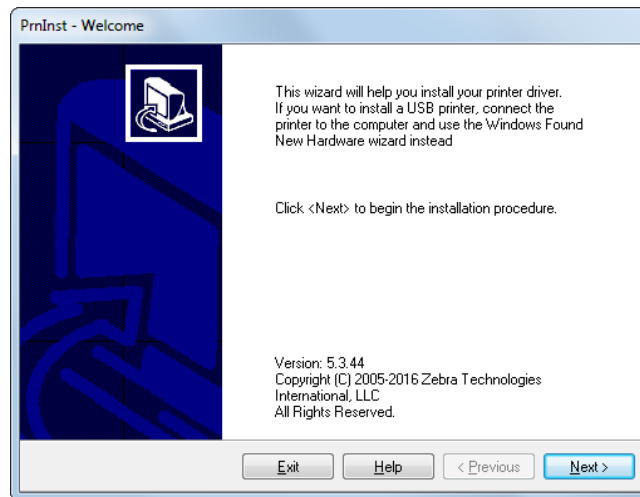 PrnInst - Welcome
This wizard will help you install your printer driver.
If you want to install a USB printer, connect the
printer to the computer and use the Windows Found
New Hardware wizard instead
Click <Next> to begin the installation procedure.
Version: 5.3.44
Copyright (C) 2005-2016 Zebra Technologies
International, LLC
All Rights Reserved.
Exit Help < Previous Next >